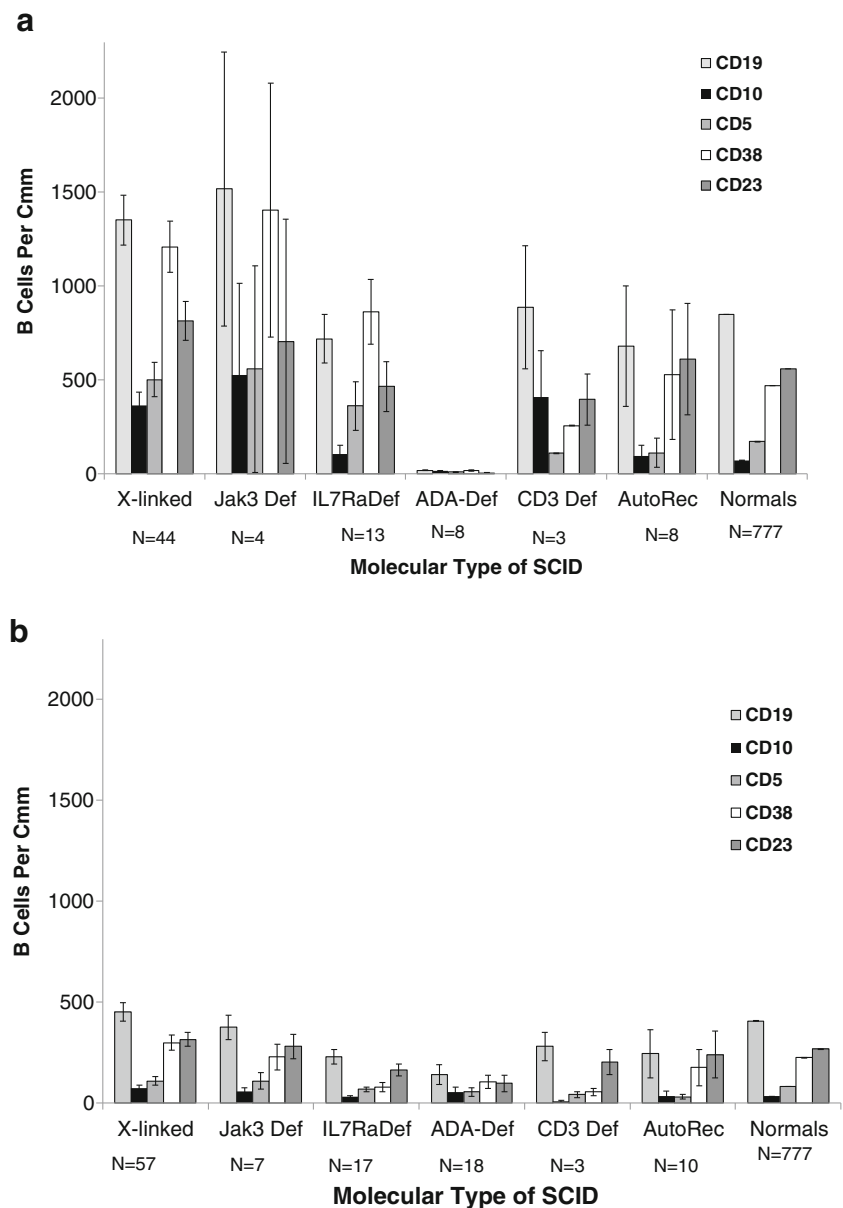 a
B Cells Per Cmm
2000
1500
1000
500
0
CD19
CD10
CD5
CD38
CD23
X-linked Jak3 Def IL7RaDef ADA-Def CD3 Def AutoRec Normals
N=44 N=4 N=13 N=8 N=3 N=8 N=777
Molecular Type of SCID
b
B Cells Per Cmm
2000
1500
1000
500
0
CD19
CD10
CD5
CD38
CD23
X-linked Jak3 Def IL7RaDef ADA-Def CD3 Def AutoRec Normals
N=57 N=7 N=17 N=18 N=3 N=10 N=777
Molecular Type of SCID